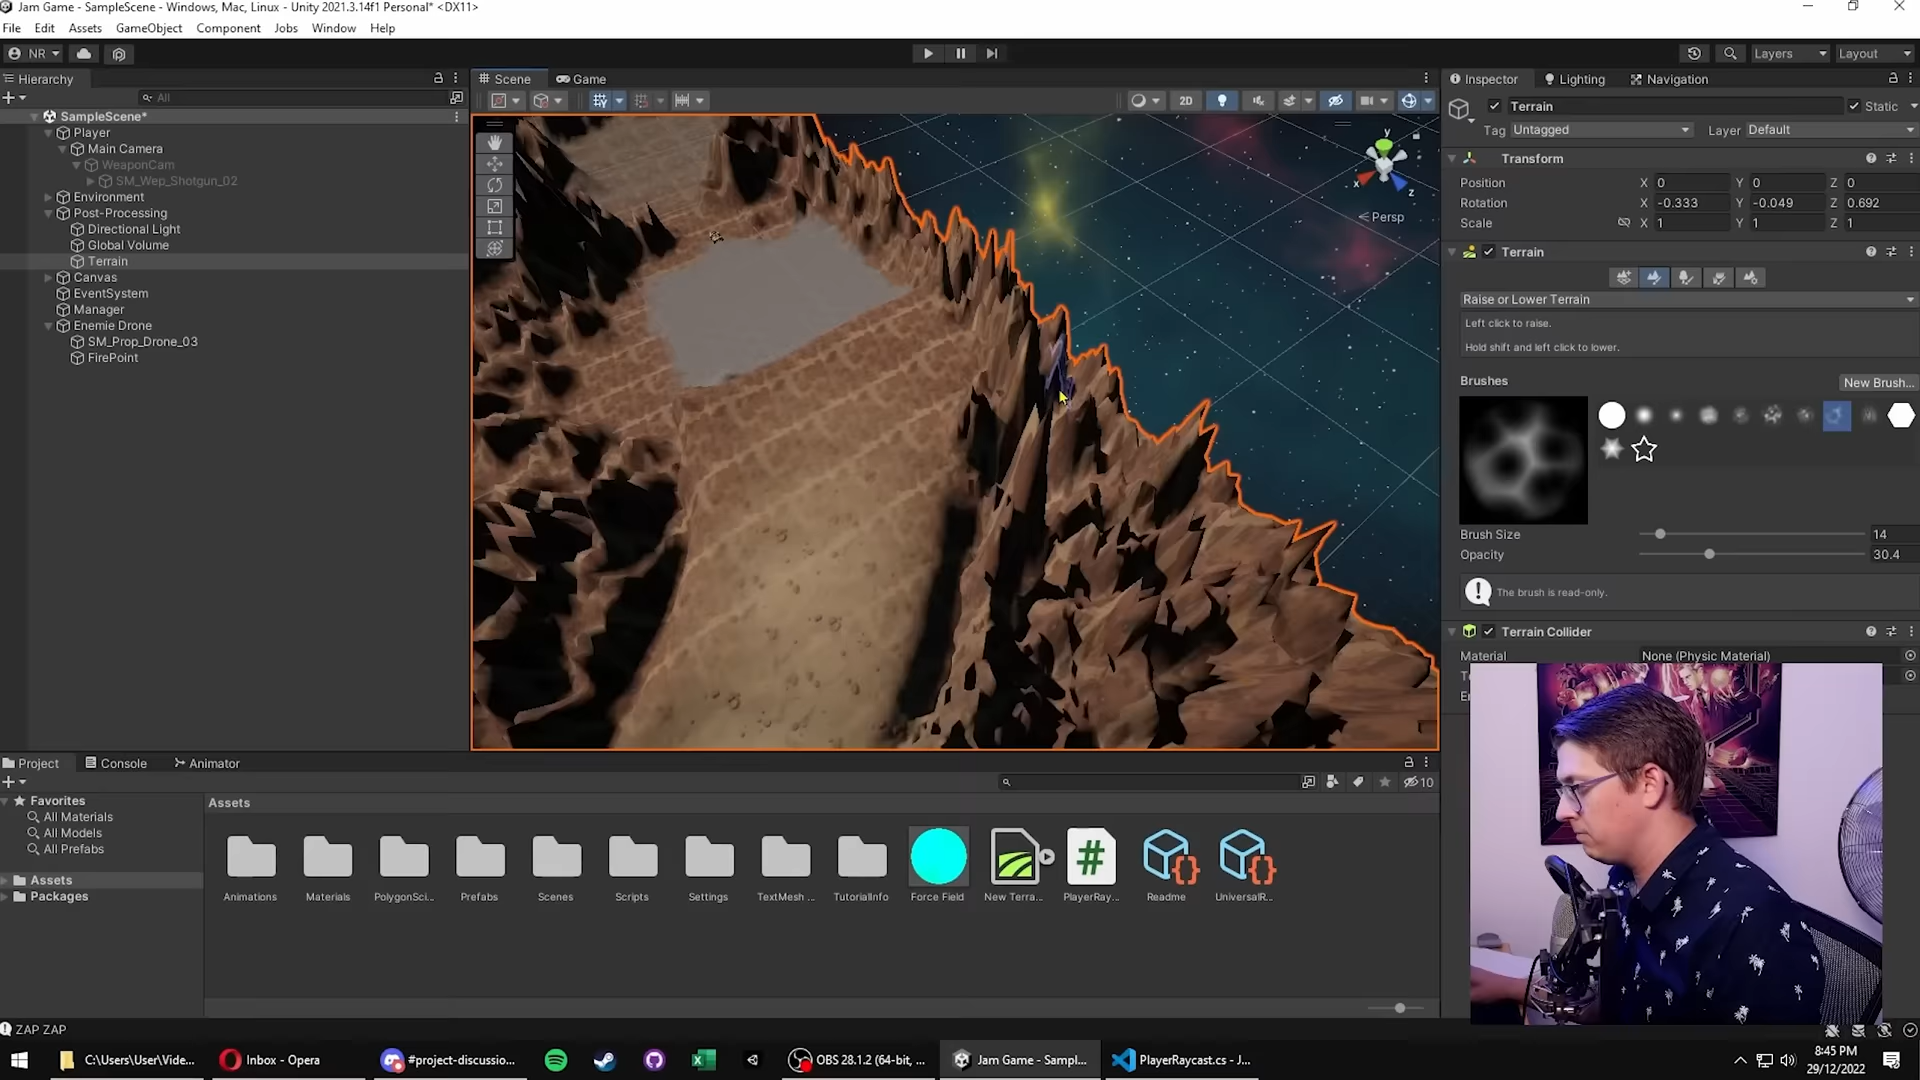 Jam Game - SampleScene - Windows, Mac, Linux - Unity 2021.3.14f1 Personal* <DX11>
File Edit Assets GameObject Component Jobs Window Help
NR Layers Layout
Hierarchy
All
SampleScene*
Player
Main Camera
WeaponCam
SM_Wep_Shotgun_02
Environment
Post-Processing
Directional Light
Global Volume
Terrain
Canvas
EventSystem
Manager
Enemie Drone
SM_Prop_Drone_03
FirePoint
Scene Game
2D
y
x
z
Persp
Inspector Lighting Navigation
Terrain Static
Tag Untagged Layer Default
Transform
Position X 0 Y 0 Z 0
Rotation X -0.333 Y -0.049 Z 0.692
Scale X 1 Y 1 Z 1
Terrain
Raise or Lower Terrain
Left click to raise.
Hold shift and left click to lower.
Brushes New Brush...
Brush Size 14
Opacity 30.4
The brush is read-only.
Terrain Collider
Material None (Physic Material)
Project Console Animator
10
Favorites
All Materials
All Models
All Prefabs
Assets
Packages
Assets
Animations Materials PolygonSci... Prefabs Scenes Scripts Settings TextMesh ... TutorialInfo Force Field New Terra... PlayerRay... Readme UniversalR...
ZAP ZAP
C:\Users\User\Vide... Inbox - Opera #project-discussio... OBS 28.1.2 (64-bit, ... Jam Game - Sampl... PlayerRaycast.cs - J...
8:45 PM
29/12/2022